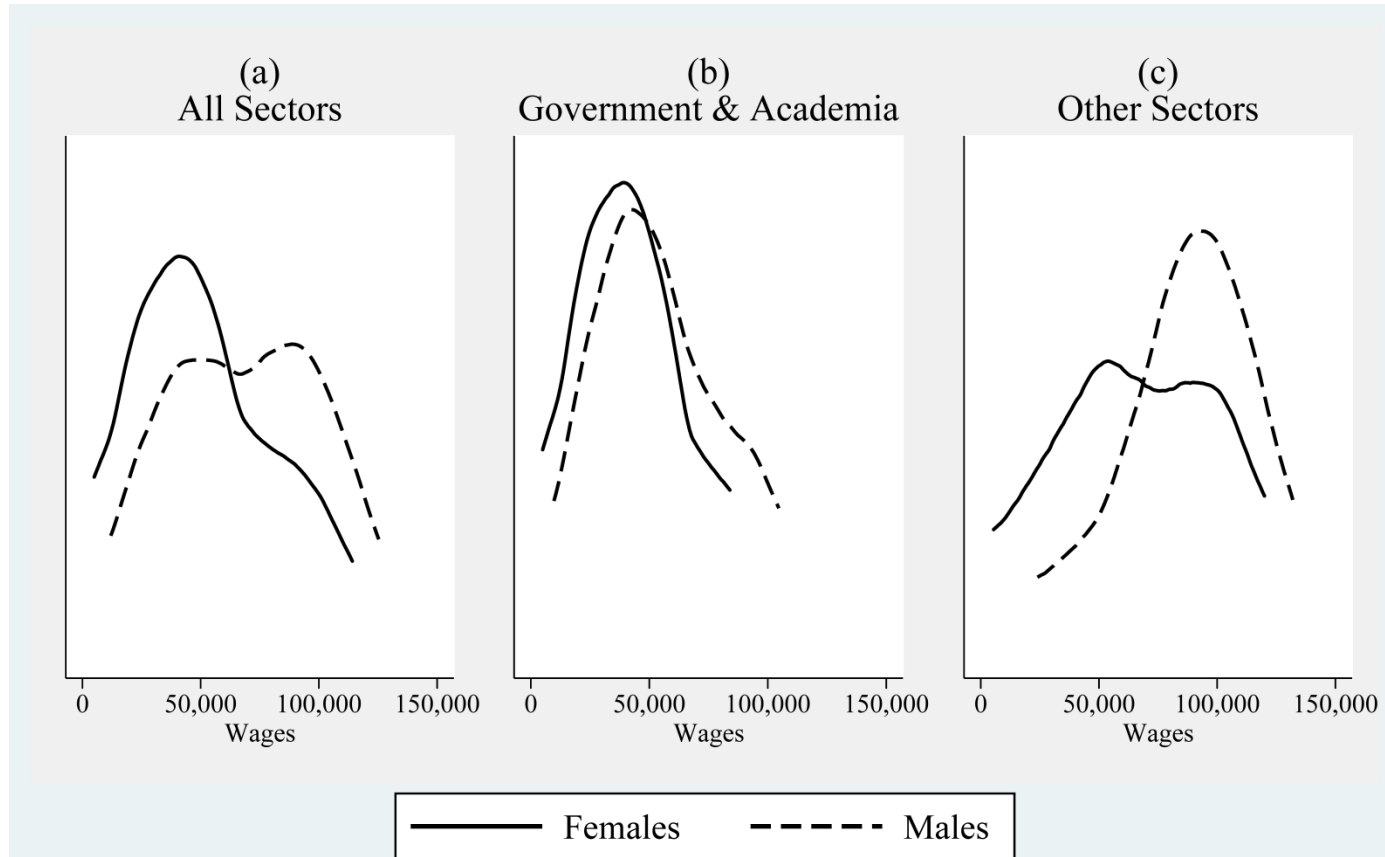 (a)
All Sectors
0 50,000 100,000 150,000
Wages
(b)
Government & Academia
0 50,000 100,000 150,000
Wages
(c)
Other Sectors
0 50,000 100,000 150,000
Wages
Females Males